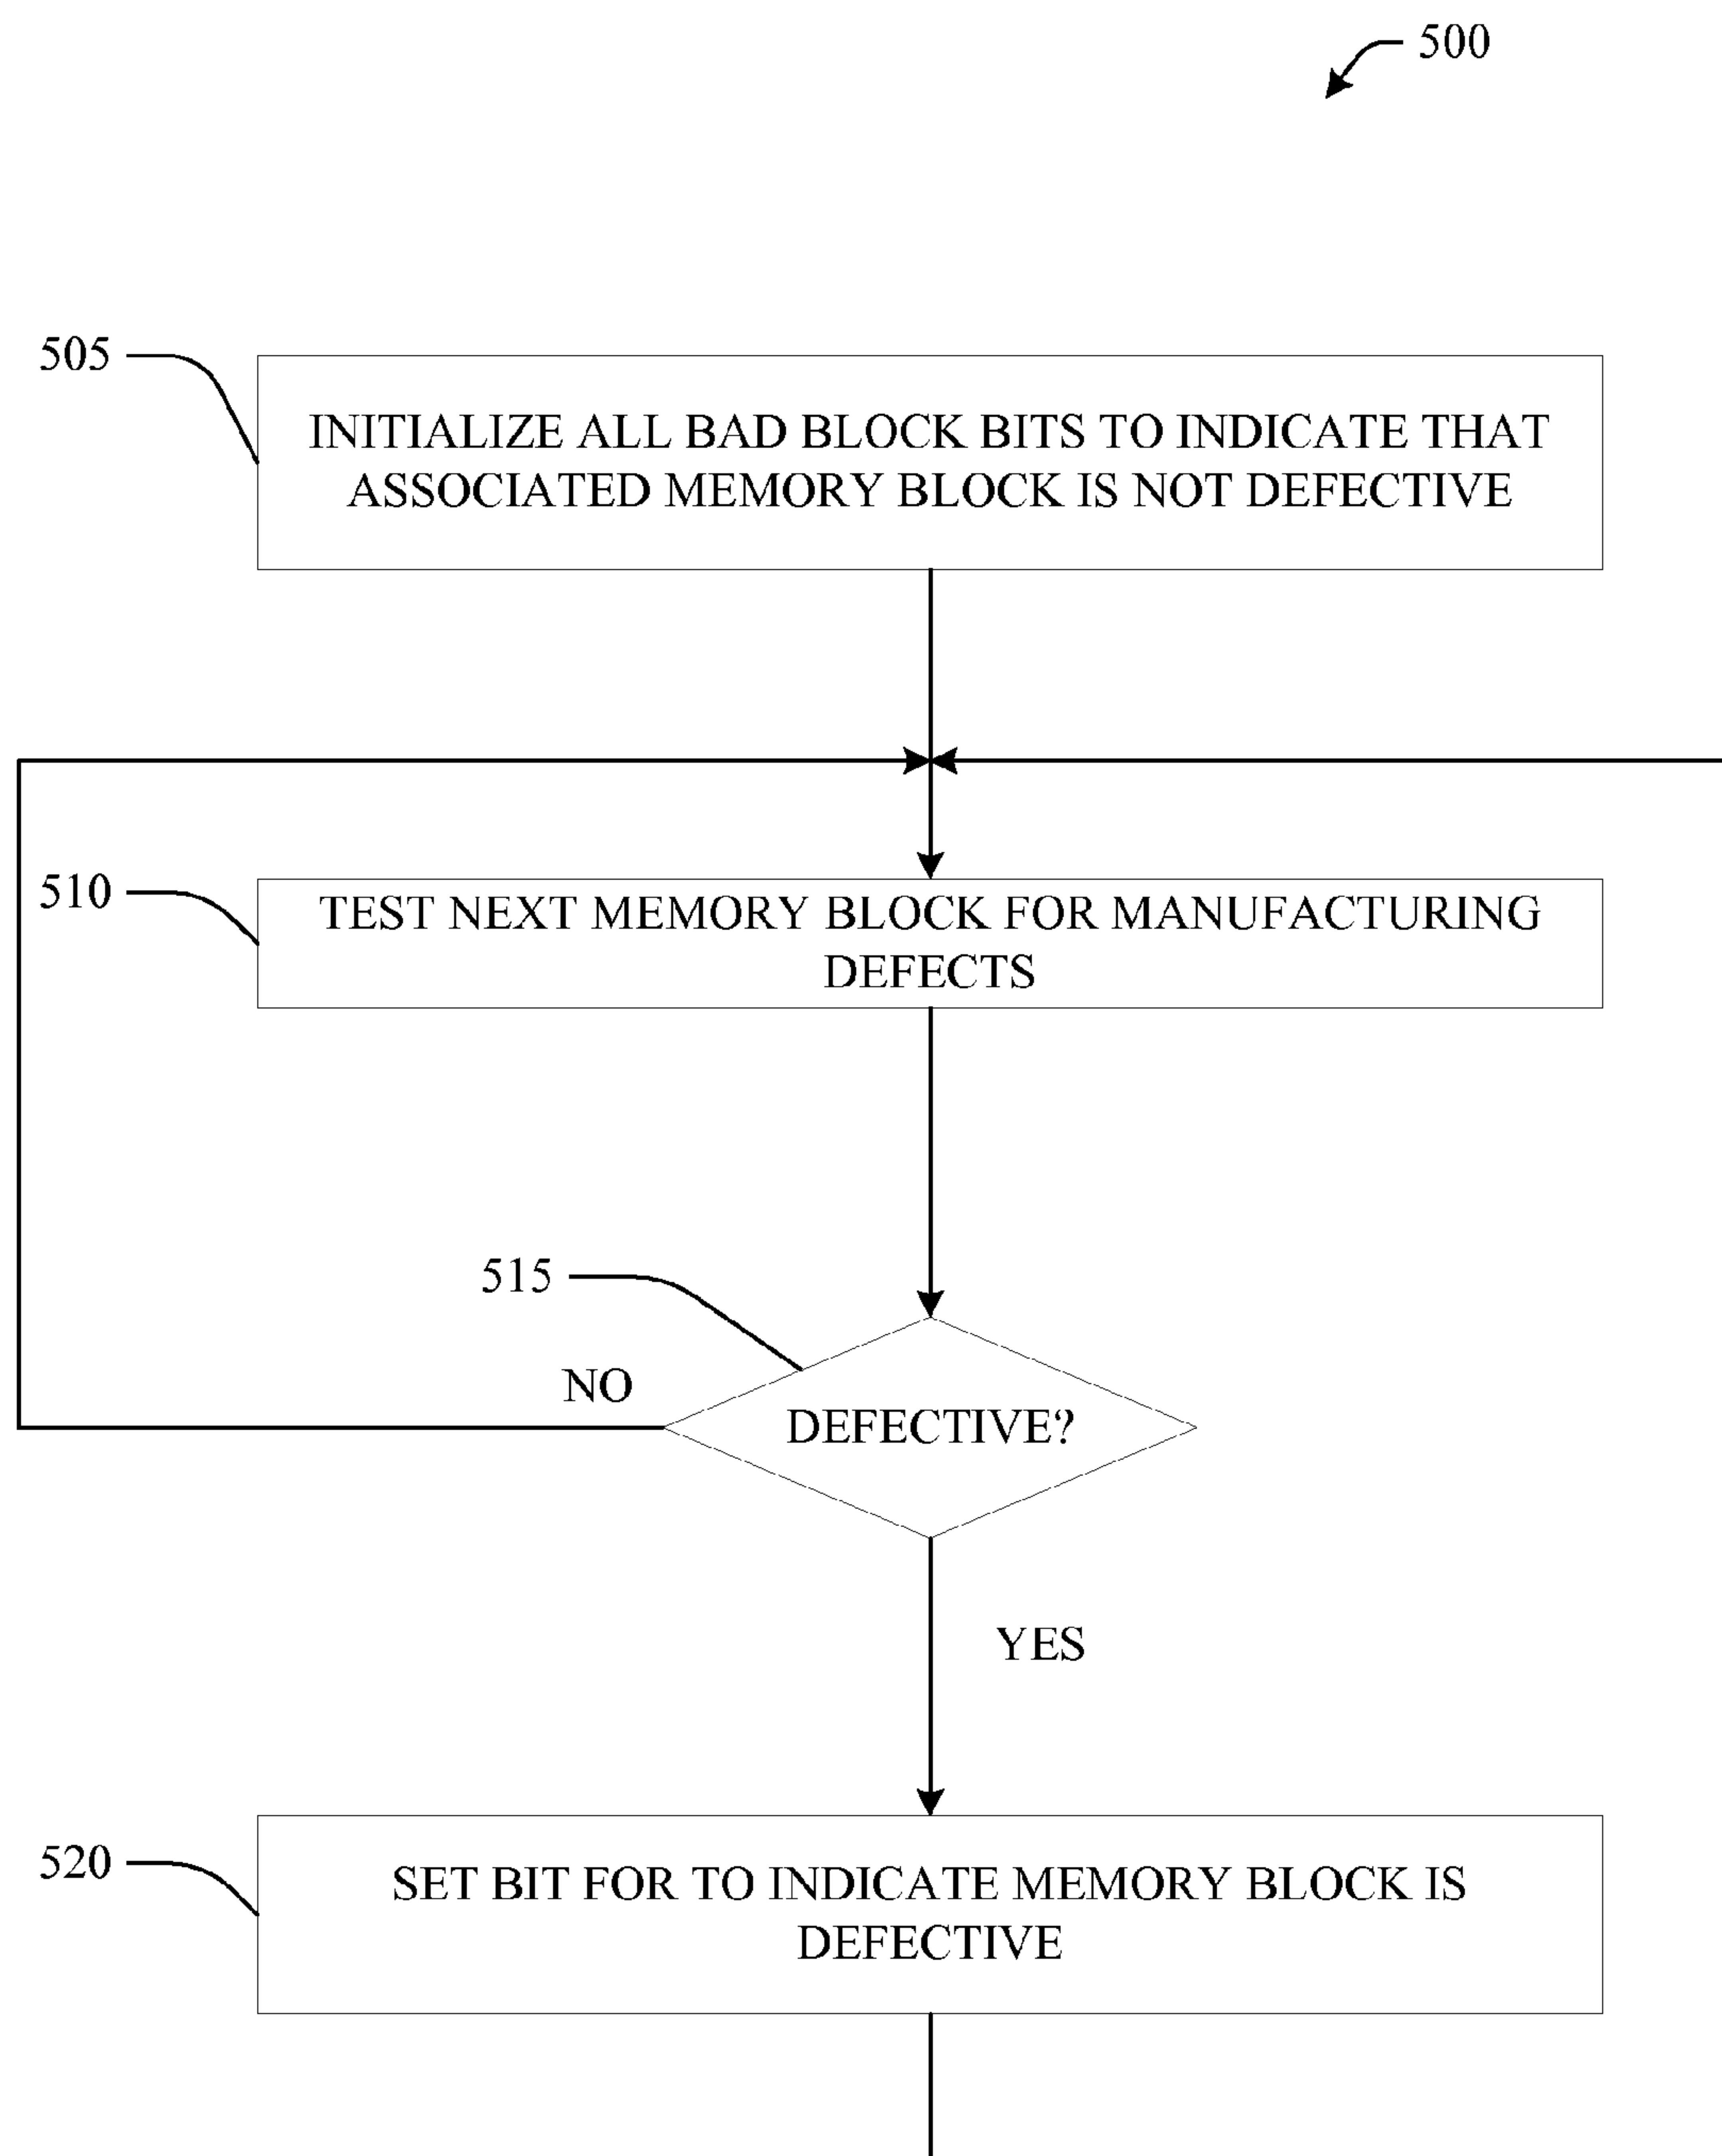 500
505
INITIALIZE ALL BAD BLOCK BITS TO INDICATE THAT
ASSOCIATED MEMORY BLOCK IS NOT DEFECTIVE
510
TEST NEXT MEMORY BLOCK FOR MANUFACTURING
DEFECTS
515
NO
DEFECTIVE?
YES
520
SET BIT FOR TO INDICATE MEMORY BLOCK IS
DEFECTIVE